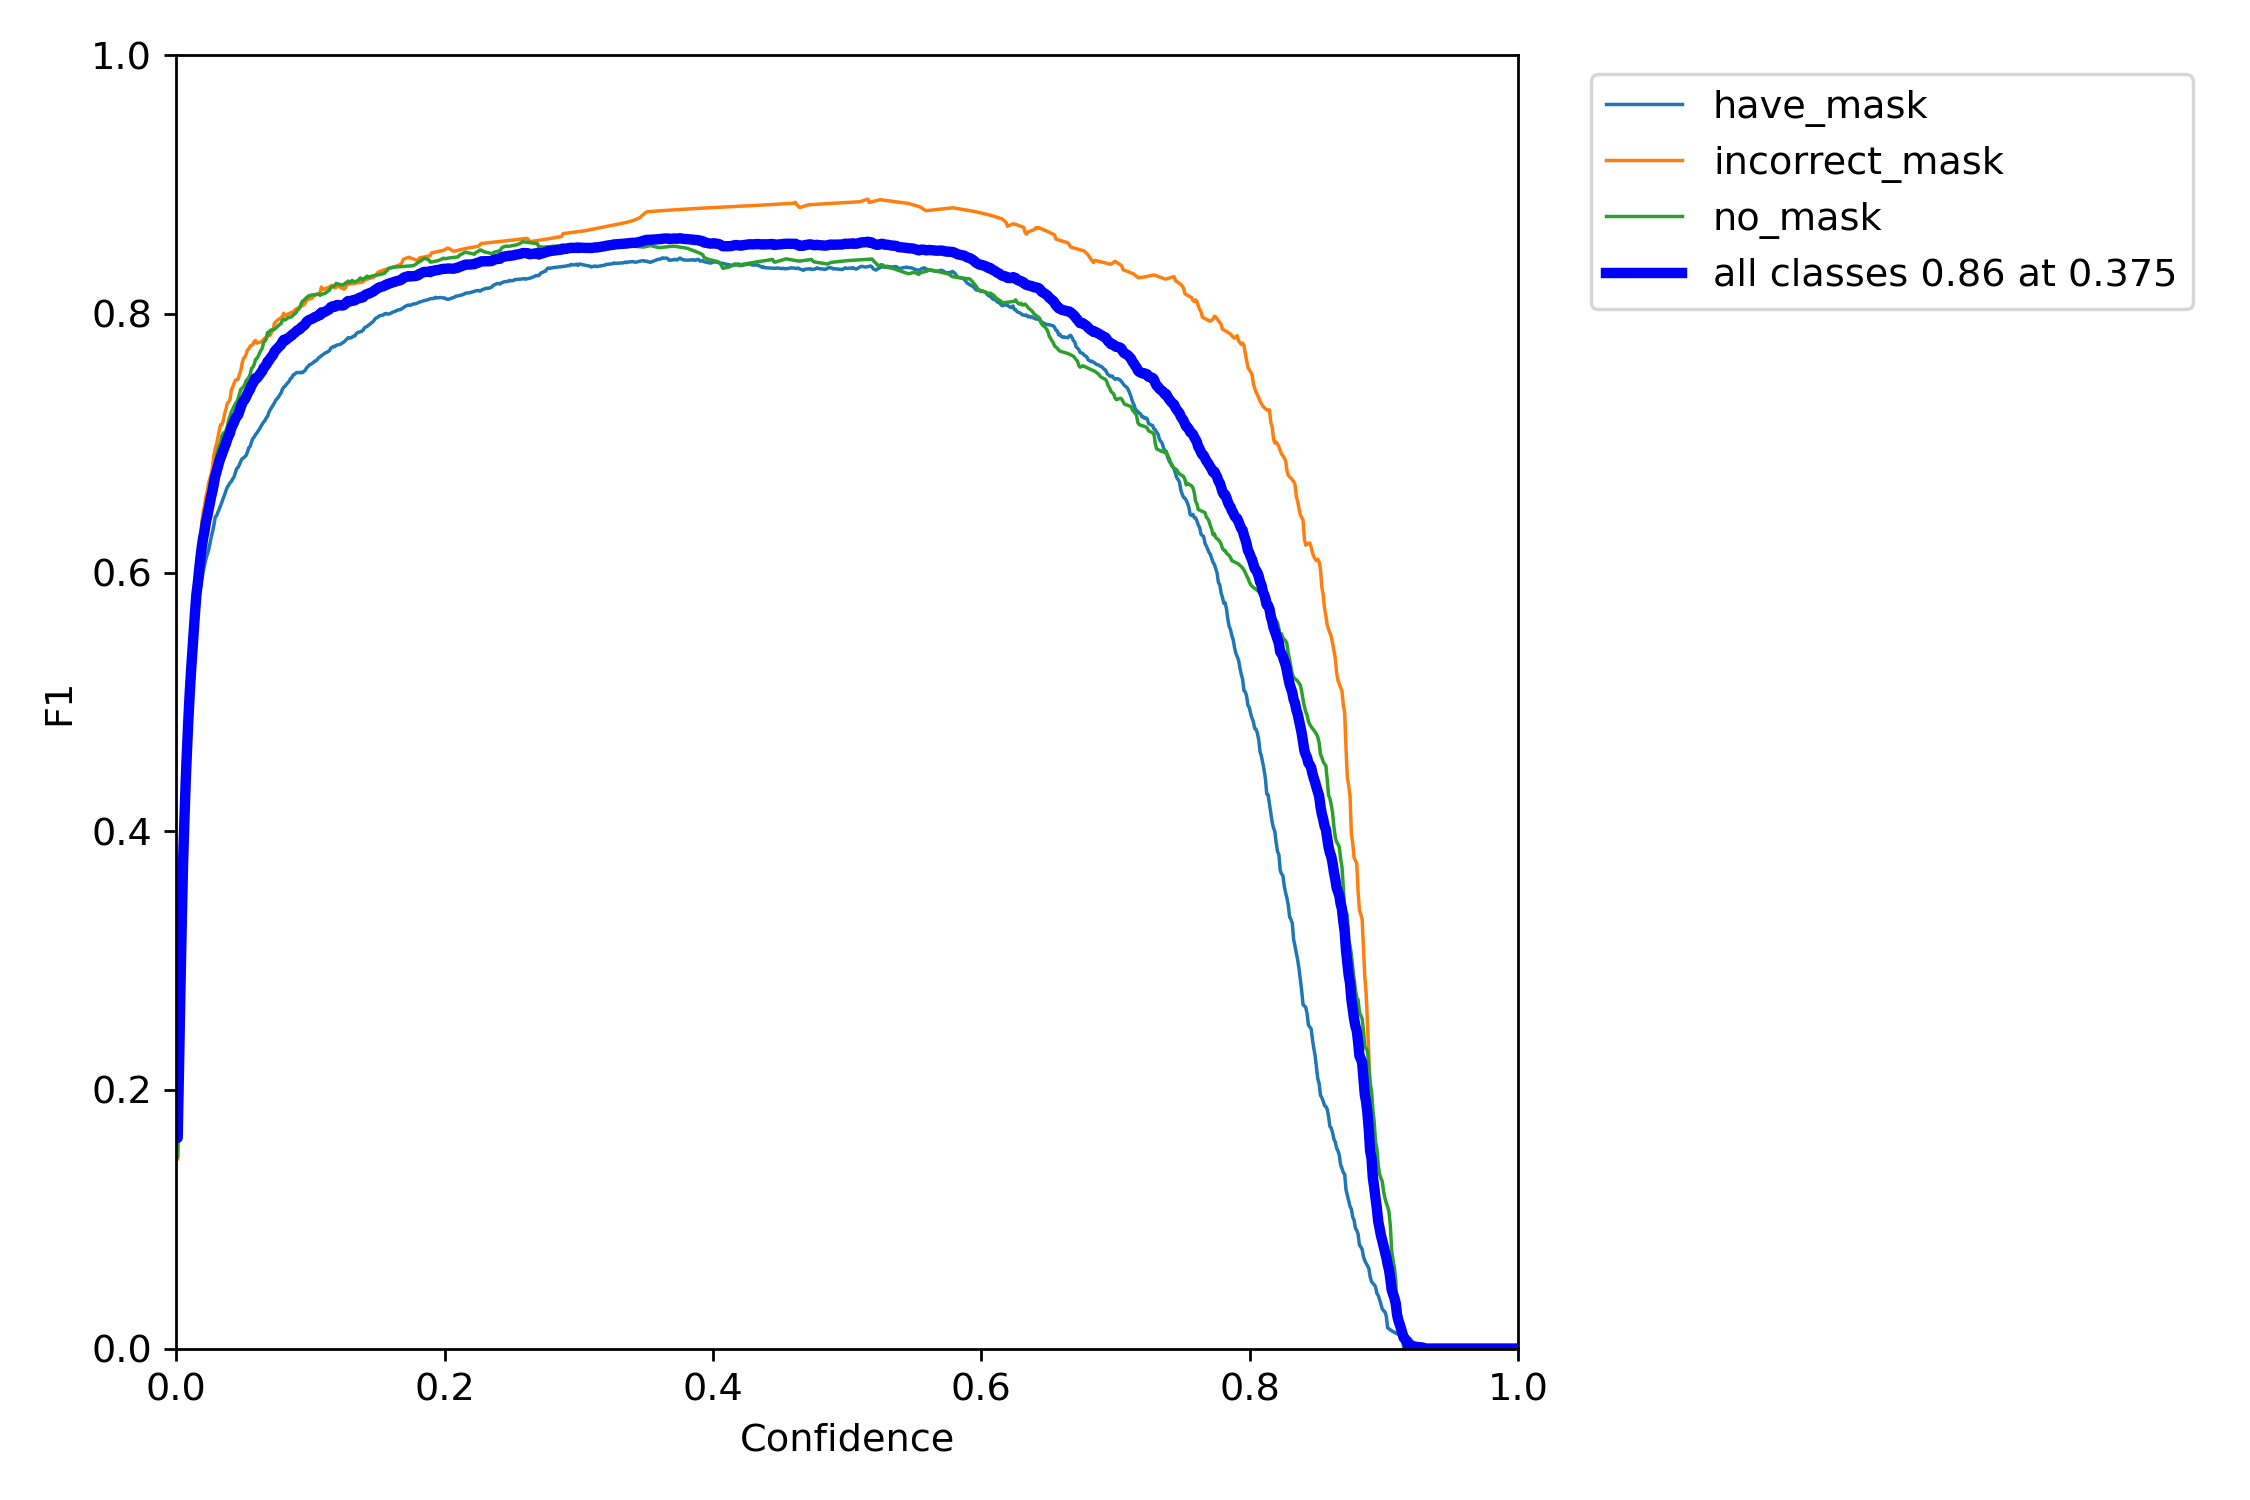 1.0
0.8
0.6
0.4
0.2
0.0
F1
0.0 0.2 0.4 0.6 0.8 1.0
Confidence
have_mask
incorrect_mask
no_mask
all classes 0.86 at 0.375